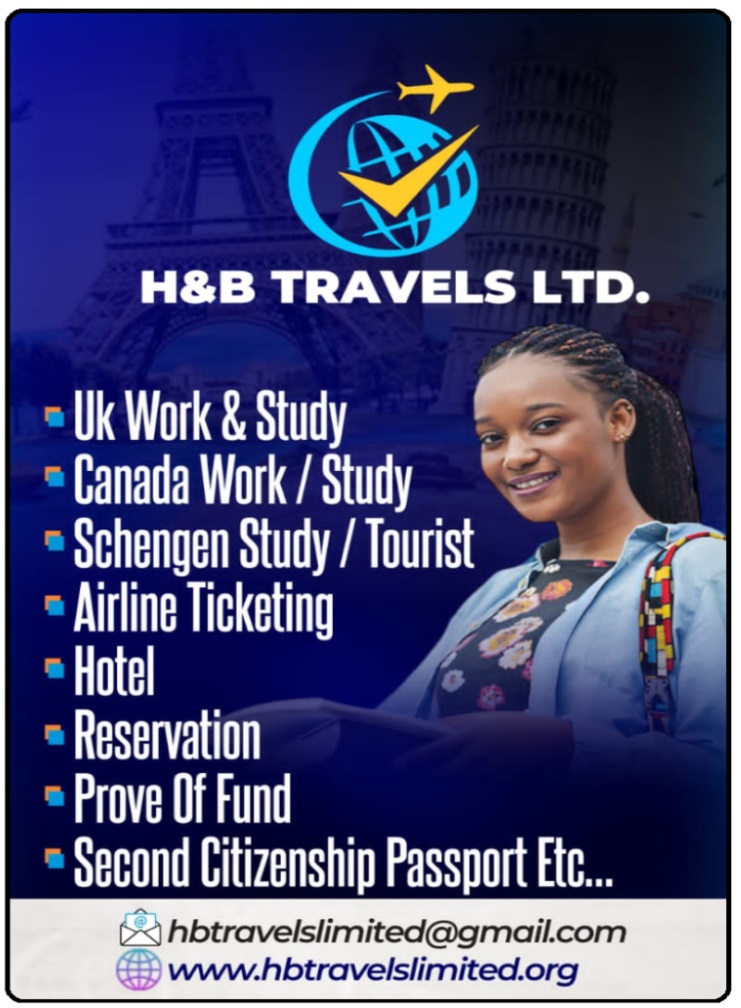 H&B TRAVELS LTD.
Uk Work & Study
Canada Work / Study
Schengen Study / Tourist
Airline Ticketing
Hotel
Reservation
Prove Of Fund
Second Citizenship Passport Etc...
hbtravelslimited@gmail.com
www.hbtravelslimited.org